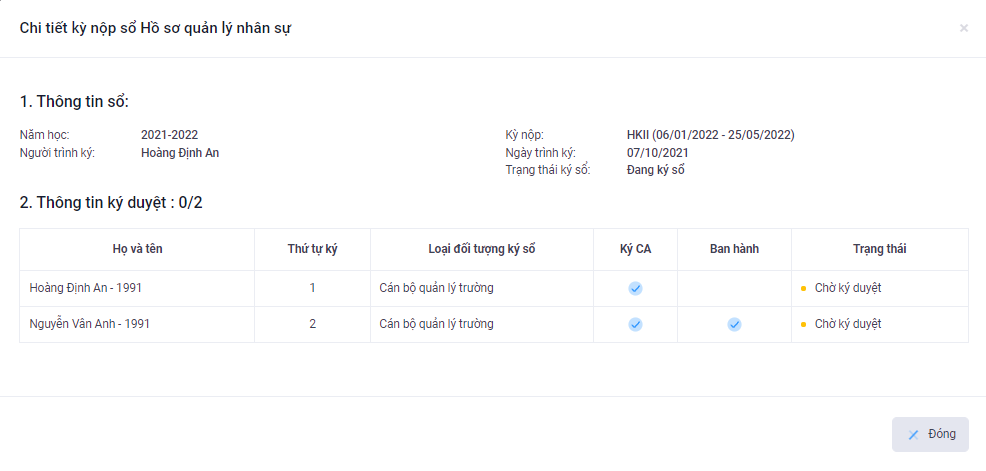 Chi tiết kỳ nộp sổ Hồ sơ quản lý nhân sự
1. Thông tin sổ:
Năm học: 2021-2022 Kỳ nộp: HKII (06/01/2022 - 25/05/2022)
Người trình ký: Hoàng Định An Ngày trình ký: 07/10/2021
Trạng thái ký sổ: Đang ký sổ
2. Thông tin ký duyệt : 0/2
Họ và tên Thứ tự ký Loại đối tượng ký sổ Ký CA Ban hành Trạng thái
Hoàng Định An - 1991 1 Cán bộ quản lý trường Chờ ký duyệt
Nguyễn Vân Anh - 1991 2 Cán bộ quản lý trường Chờ ký duyệt
Đóng